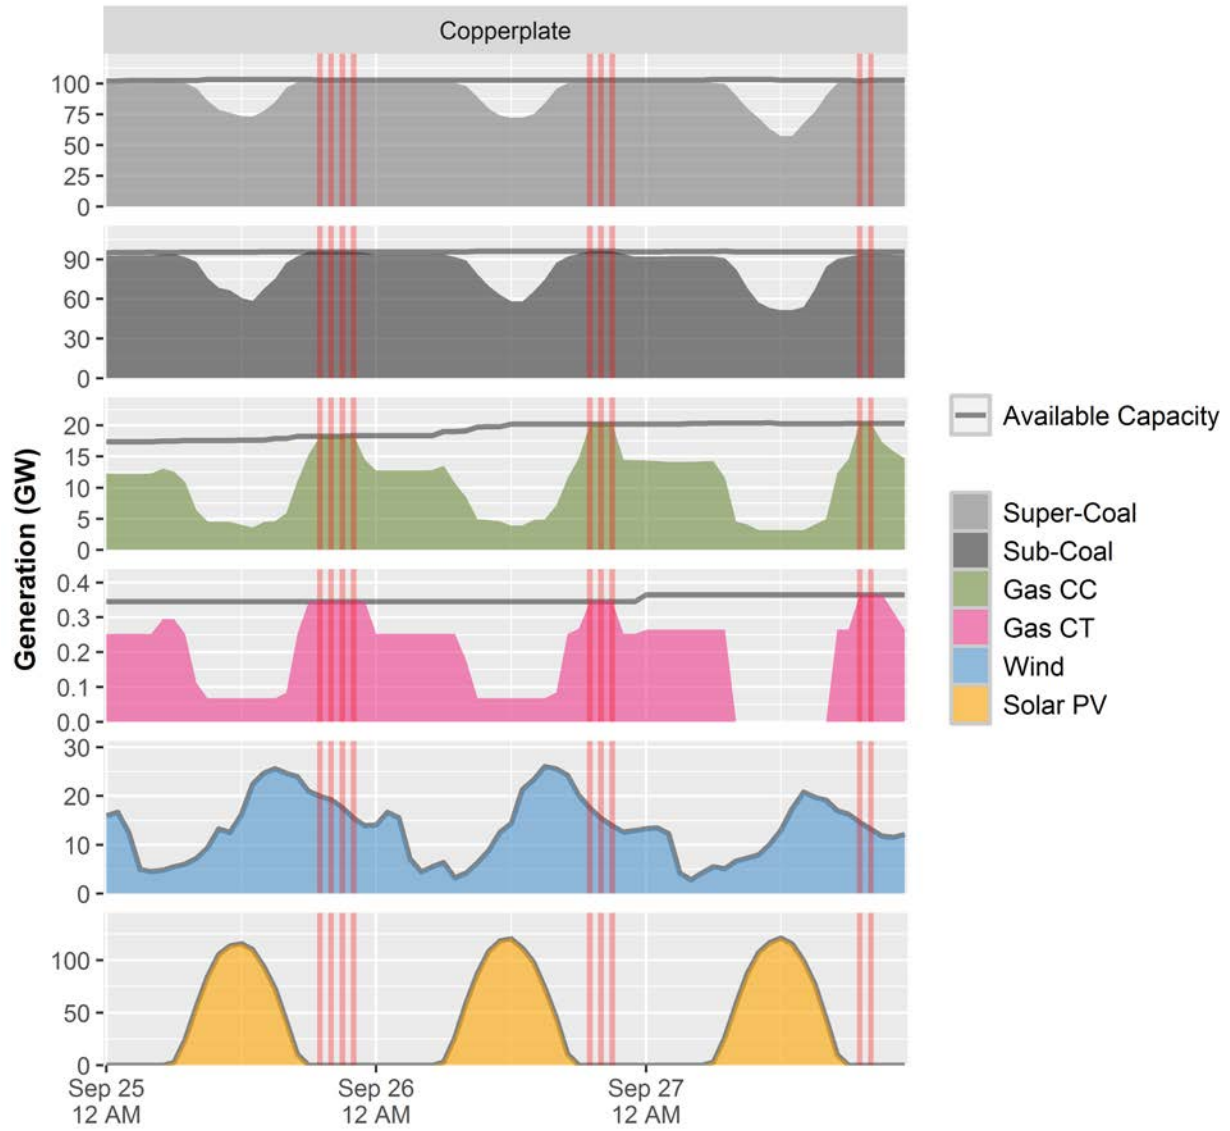 Copperplate
100
75
50
25
0
90
60
30
0
20
15
10
5
0
0.4
0.3
0.2
0.1
0.0
30
20
10
0
100
50
0
Generation (GW)
Sep 25
12 AM
Sep 26
12 AM
Sep 27
12 AM
Available Capacity
Super-Coal
Sub-Coal
Gas CC
Gas CT
Wind
Solar PV